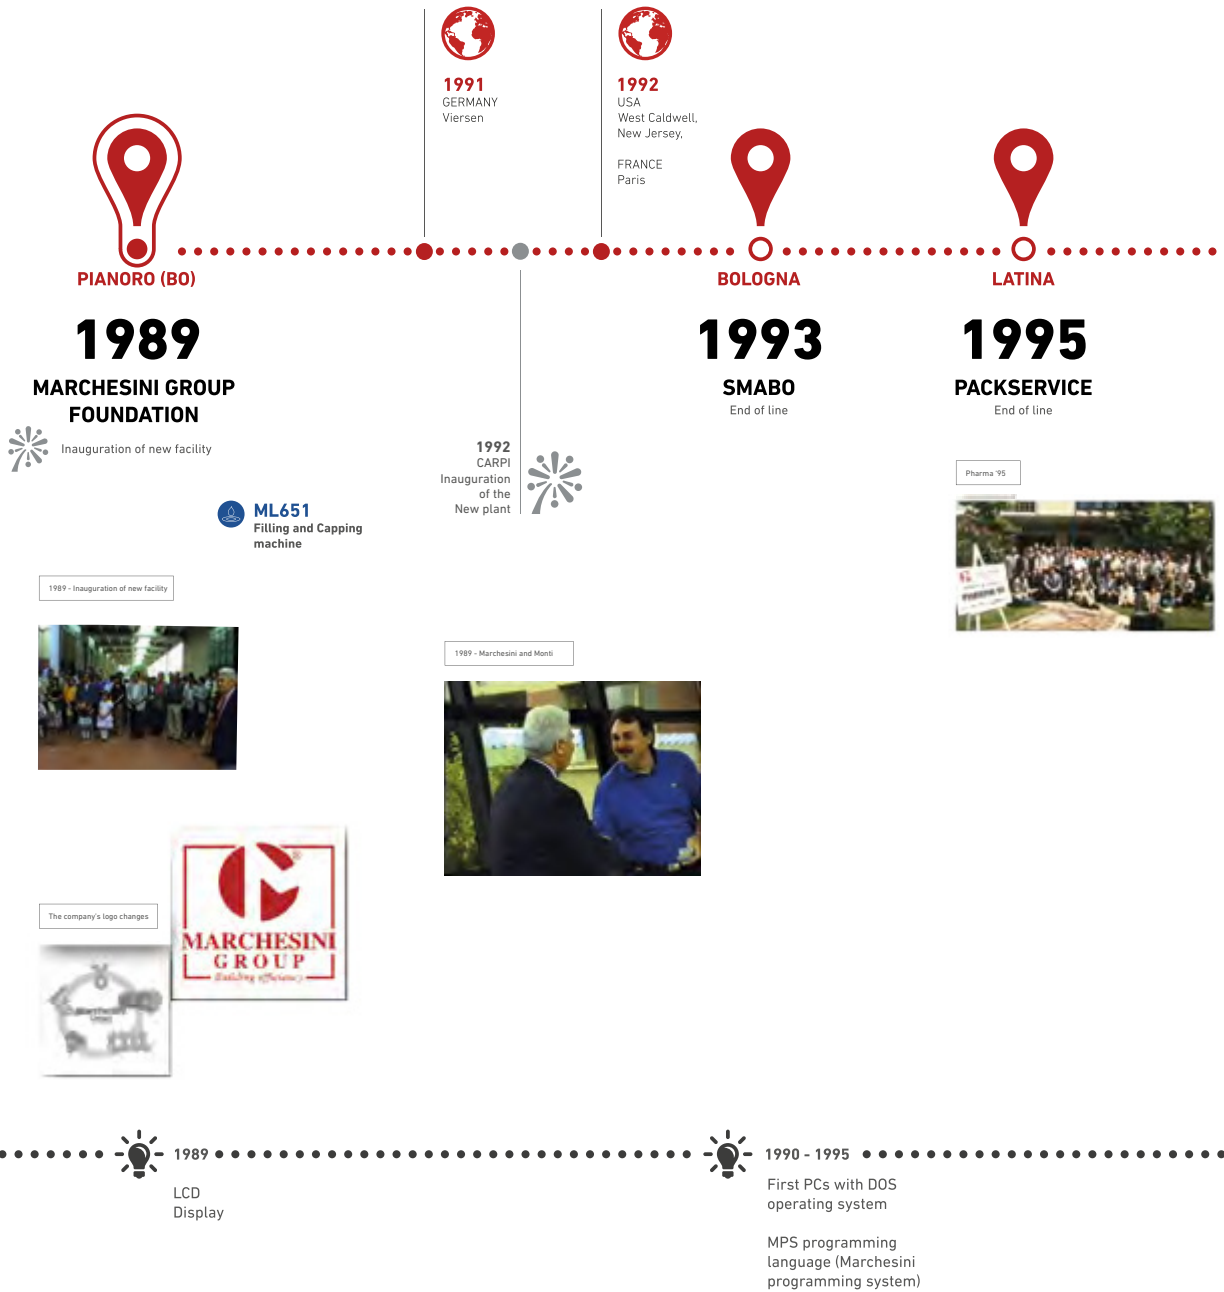 1991
GERMANY
Viersen
1992
USA
West Caldwell,
New Jersey,
FRANCE
Paris
PIANORO (BO)
1989
MARCHESINI GROUP
FOUNDATION
Inauguration of new facility
BOLOGNA
1993
SMABO
End of line
LATINA
1995
PACKSERVICE
End of line
1992
CARPI
Inauguration
of the
New plant
ML651
Filling and Capping
machine
Pharma '95
1989 - Inauguration of new facility
1989 - Marchesini and Monti
The company's logo changes
®
MARCHESINI
GROUP
Building efficiency
1989
LCD
Display
1990 - 1995
First PCs with DOS
operating system
MPS programming
language (Marchesini
programming system)